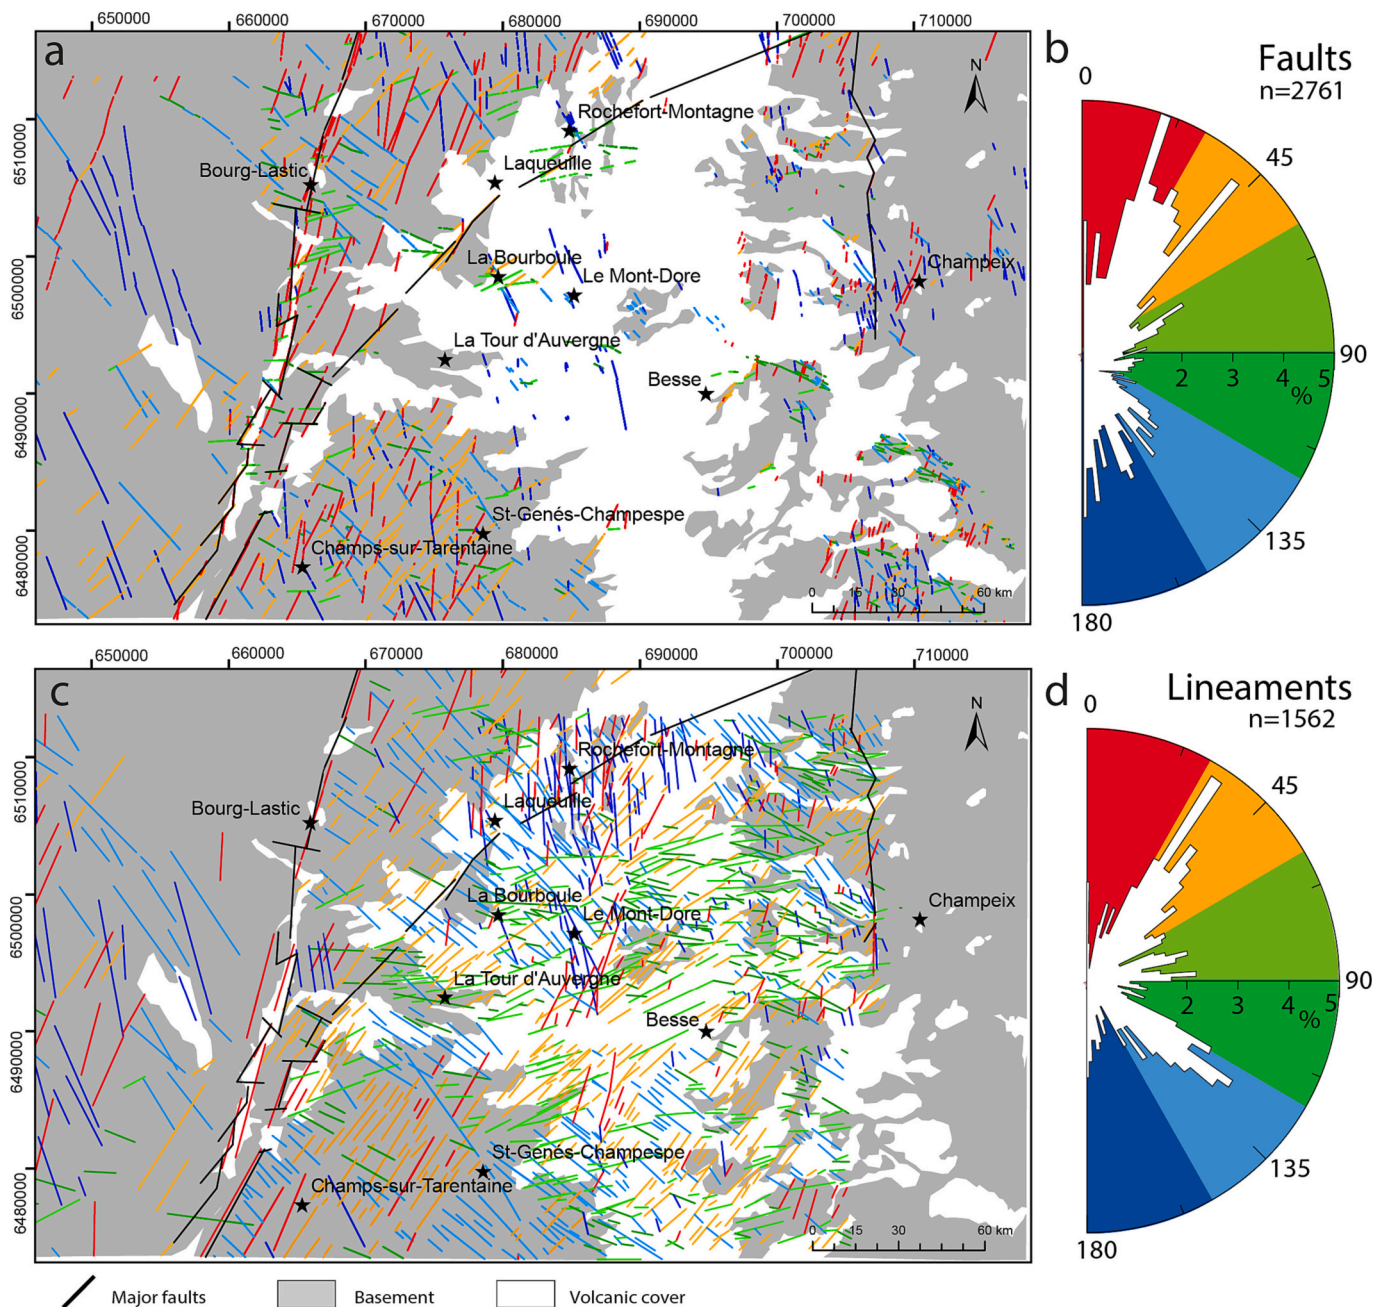 650000 660000 670000 680000 690000 700000 710000
a
N
6510000
6500000
6490000
6480000
Rochefort-Montagne
Laqueuille
Bourg-Lastic
La Bourboule
Le Mont-Dore
Champeix
La Tour d'Auvergne
Besse
St-Genés-Champespe
Champs-sur-Tarentaine
0 15 30 60 km
b
Faults
n=2761
0
45
90
2 3 4 5
%
135
180
650000 660000 670000 680000 690000 700000 710000
c
N
6510000
6500000
6490000
6480000
Rochefort-Montagne
Laqueuille
Bourg-Lastic
La Bourboule
Le Mont-Dore
Champeix
La Tour d'Auvergne
Besse
St-Genés-Champespe
Champs-sur-Tarentaine
0 15 30 60 km
d
Lineaments
n=1562
0
45
90
2 3 4 5
%
135
180
Major faults Basement Volcanic cover